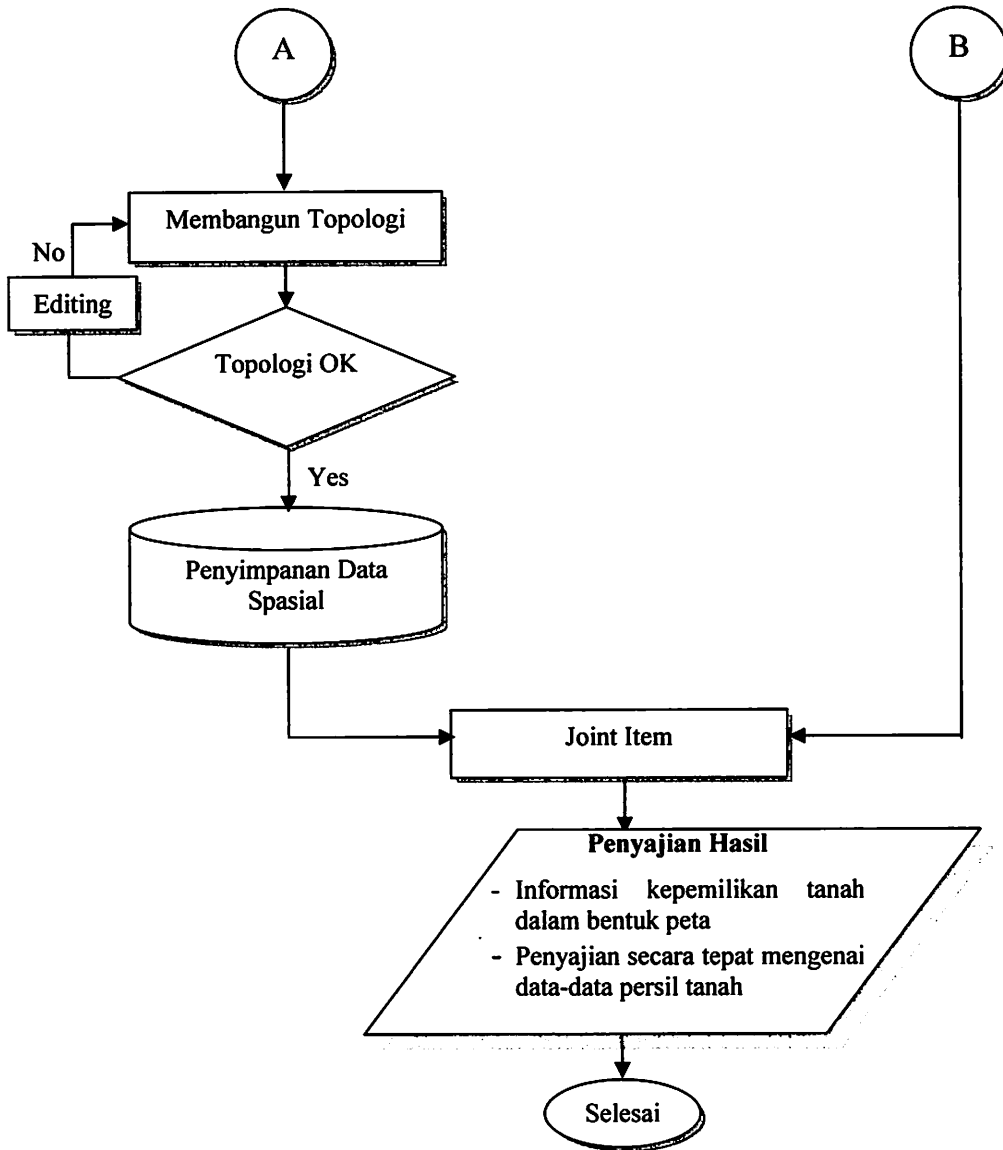 A
B
Membangun Topologi
No
Editing
Topologi OK
Yes
Penyimpanan Data
Spasial
Joint Item
Penyajian Hasil
- Informasi kepemilikan tanah
dalam bentuk peta
- Penyajian secara tepat mengenai
data-data persil tanah
Selesai